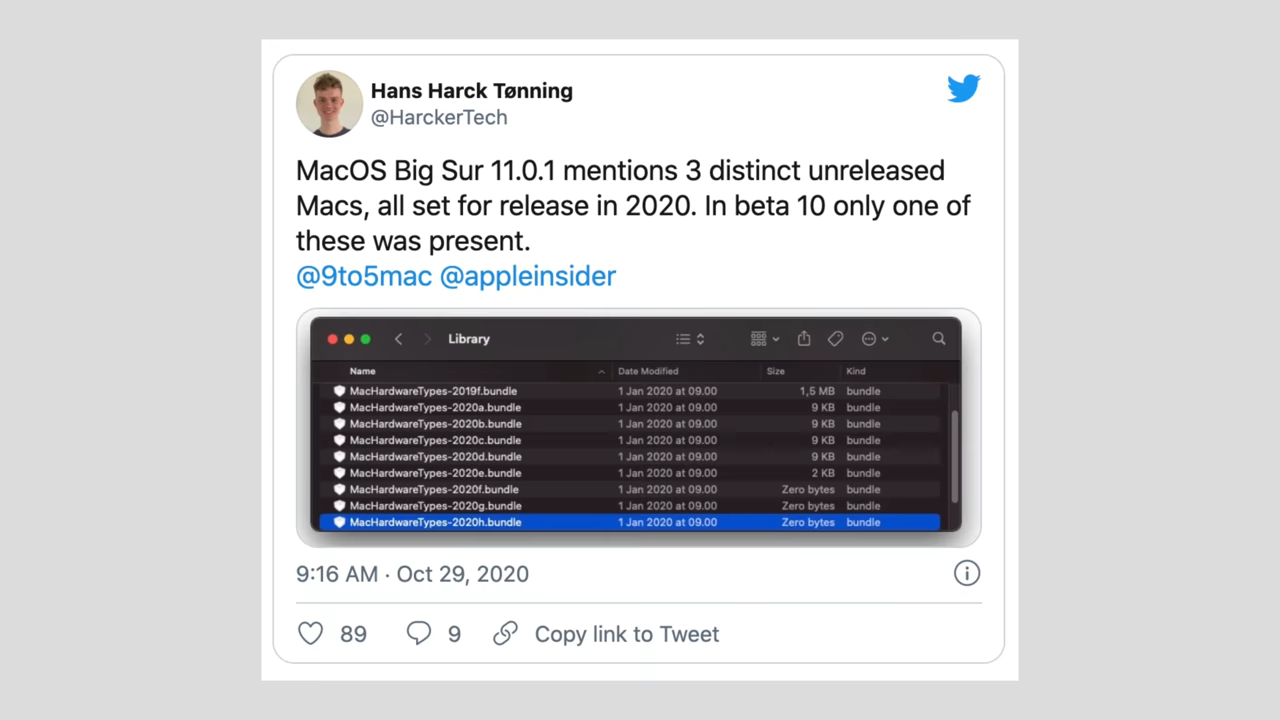 Hans Harck Tønning
@HarckerTech
MacOS Big Sur 11.0.1 mentions 3 distinct unreleased
Macs, all set for release in 2020. In beta 10 only one of
these was present.
@9to5mac @appleinsider
Library
Name Date Modified Size Kind
MacHardwareTypes-2019f.bundle 1 Jan 2020 at 09.00 1,5 MB bundle
MacHardwareTypes-2020a.bundle 1 Jan 2020 at 09.00 9 KB bundle
MacHardwareTypes-2020b.bundle 1 Jan 2020 at 09.00 9 KB bundle
MacHardwareTypes-2020c.bundle 1 Jan 2020 at 09.00 9 KB bundle
MacHardwareTypes-2020d.bundle 1 Jan 2020 at 09.00 9 KB bundle
MacHardwareTypes-2020e.bundle 1 Jan 2020 at 09.00 2 KB bundle
MacHardwareTypes-2020f.bundle 1 Jan 2020 at 09.00 Zero bytes bundle
MacHardwareTypes-2020g.bundle 1 Jan 2020 at 09.00 Zero bytes bundle
MacHardwareTypes-2020h.bundle 1 Jan 2020 at 09.00 Zero bytes bundle
9:16 AM · Oct 29, 2020
89 9 Copy link to Tweet